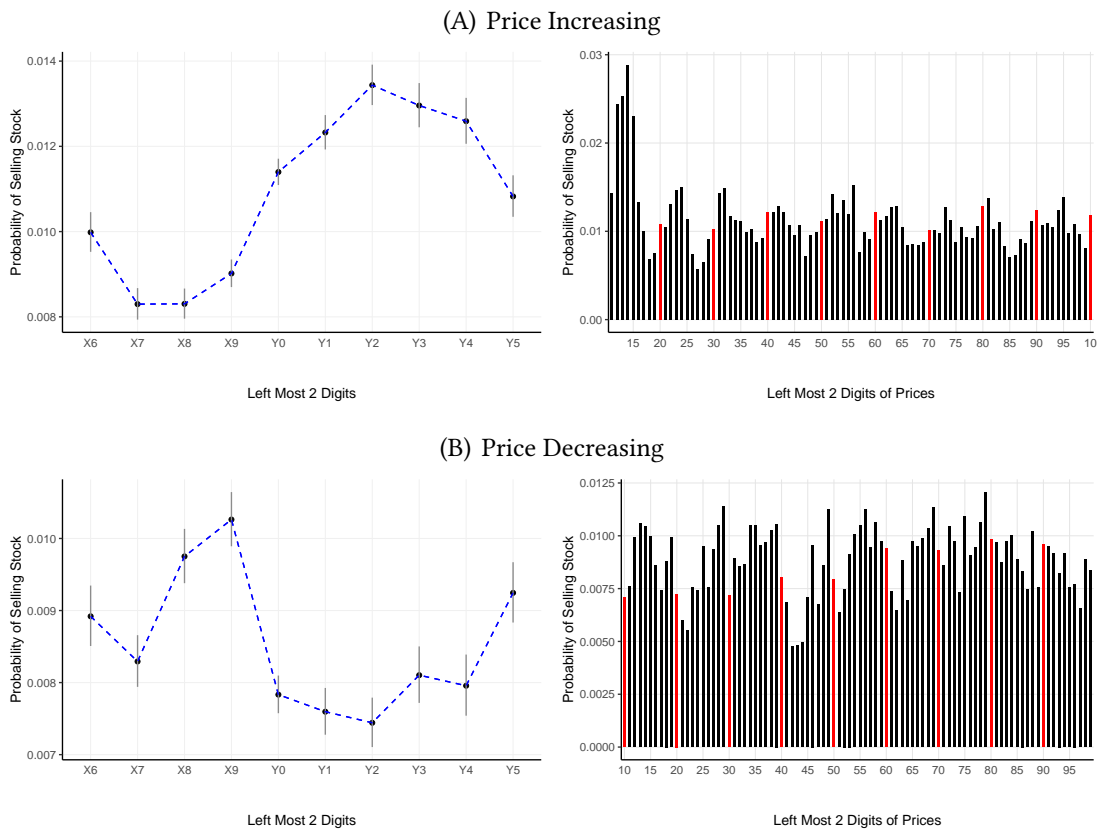 (A) Price Increasing
Probability of Selling Stock
0.014
0.012
0.010
0.008
X6 X7 X8 X9 Y0 Y1 Y2 Y3 Y4 Y5
Left Most 2 Digits
Probability of Selling Stock
0.03
0.02
0.01
0.00
15 20 25 30 35 40 45 50 55 60 65 70 75 80 85 90 95 10
Left Most 2 Digits of Prices
(B) Price Decreasing
Probability of Selling Stock
0.010
0.009
0.008
0.007
X6 X7 X8 X9 Y0 Y1 Y2 Y3 Y4 Y5
Left Most 2 Digits
Probability of Selling Stock
0.0125
0.0100
0.0075
0.0050
0.0025
0.0000
10 15 20 25 30 35 40 45 50 55 60 65 70 75 80 85 90 95
Left Most 2 Digits of Prices